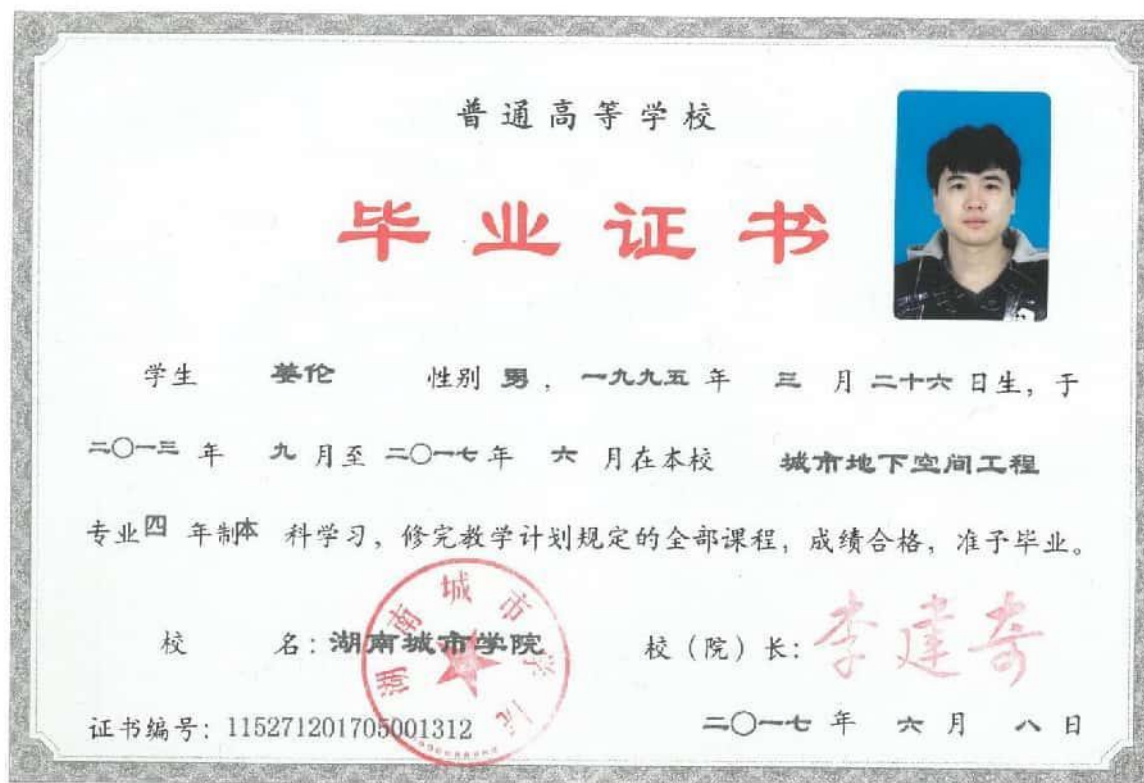 普通高等学校
毕业证书
学生 姜伦 性别 男，一九九五 年 三 月 二十六 日生，于
二〇一三 年 九 月至 二〇一七 年 六 月在本校 城市地下空间工程
专业四 年制本 科学习，修完教学计划规定的全部课程，成绩合格，准予毕业。
校 名：湖南城市学院 校（院）长：李建奇
湖南城市学院
证书编号：115271201705001312 二〇一七 年 六 月 八 日